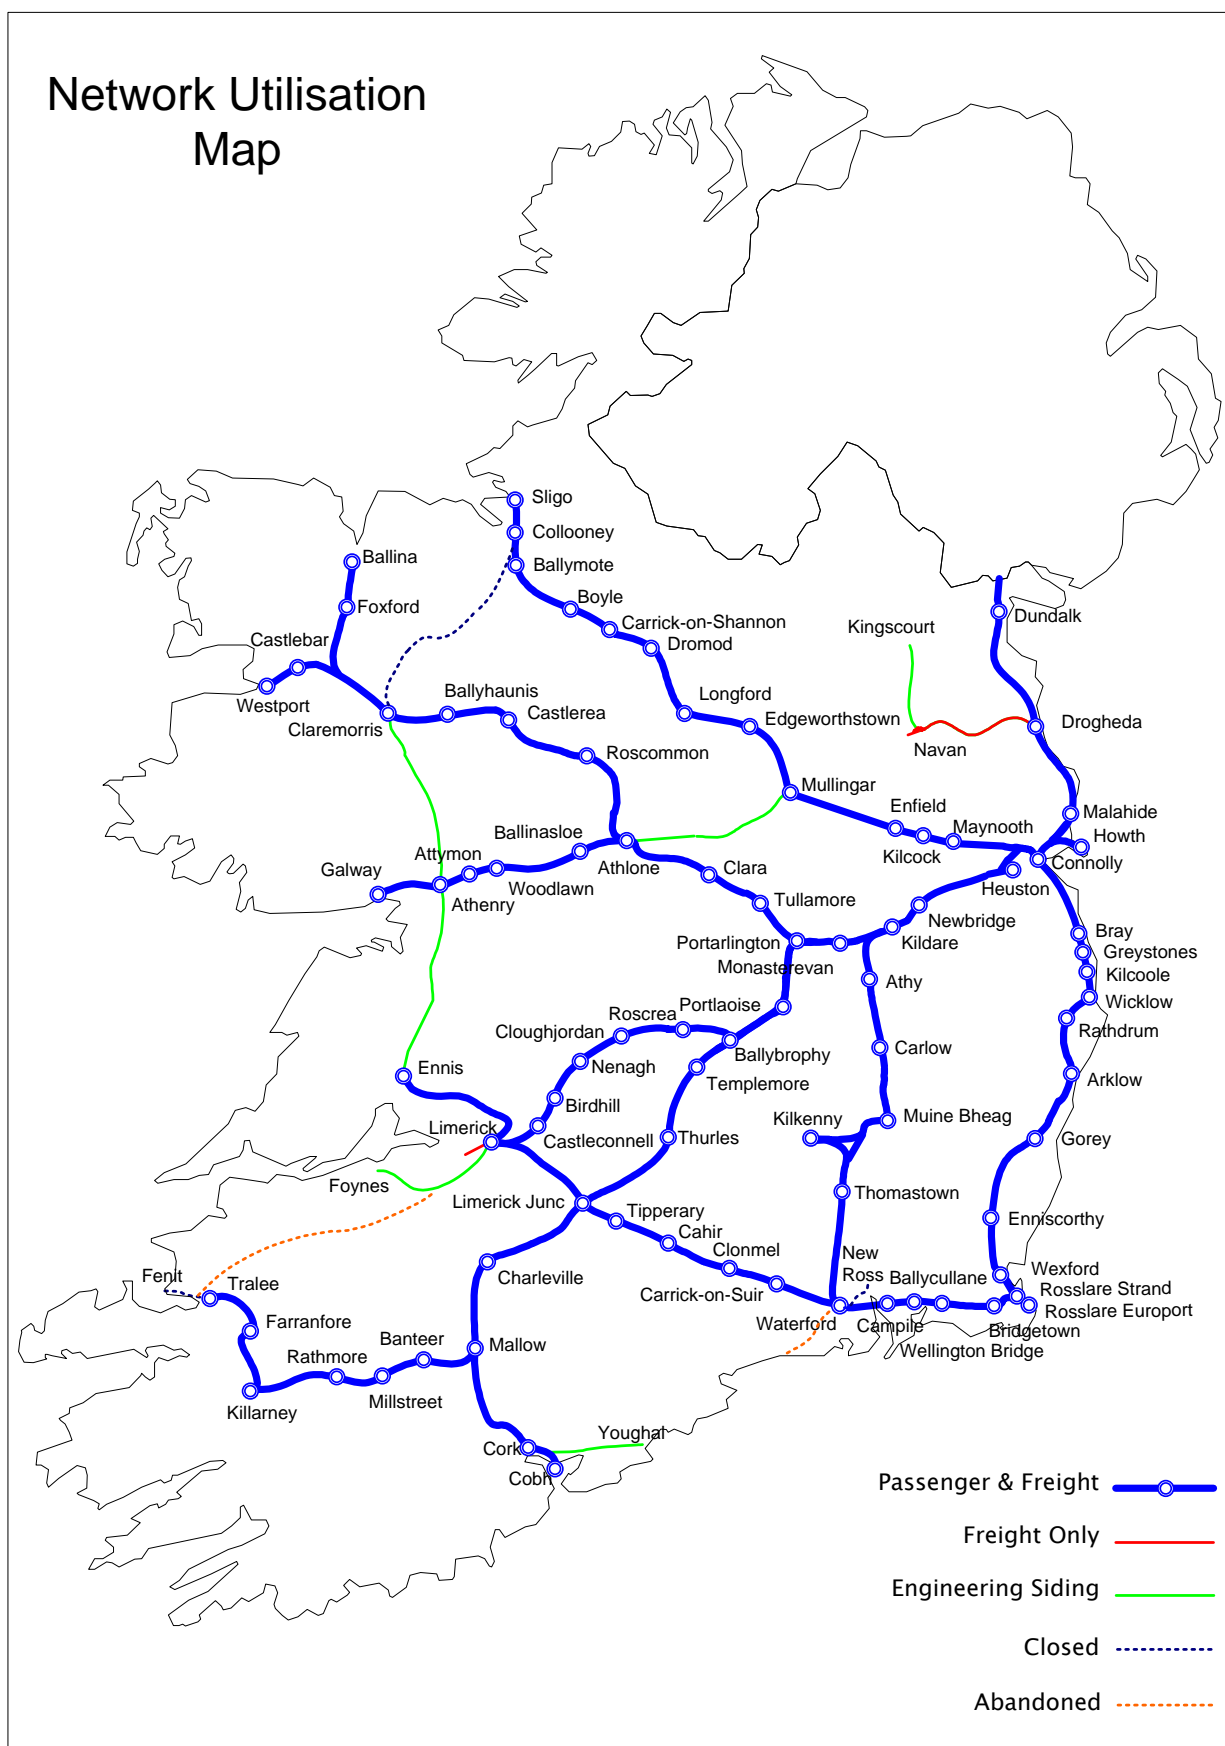 Network Utilisation
Map
Sligo
Collooney
Ballina
Ballymote
Foxford
Boyle
Carrick-on-Shannon
Dundalk
Kingscourt
Castlebar
Dromod
Westport
Ballyhaunis
Longford
Castlerea
Edgeworthstown
Drogheda
Claremorris
Navan
Roscommon
Mullingar
Enfield
Malahide
Maynooth
Howth
Ballinasloe
Kilcock
Attymon
Connolly
Galway
Woodlawn
Athlone
Clara
Heuston
Athenry
Tullamore
Newbridge
Portarlington
Kildare
Bray
Monasterevan
Greystones
Kilcoole
Athy
Wicklow
Portlaoise
Roscrea
Cloughjordan
Rathdrum
Carlow
Ballybrophy
Ennis
Nenagh
Templemore
Arklow
Birdhill
Kilkenny
Muine Bheag
Limerick
Castleconnell
Thurles
Gorey
Foynes
Thomastown
Limerick Junc
Tipperary
Enniscorthy
Cahir
New
Ross
Clonmel
Charleville
Fenit
Tralee
Ballycullane
Wexford
Carrick-on-Suir
Rosslare Strand
Rosslare Europort
Waterford
Campile
Bridgetown
Farranfore
Banteer
Mallow
Wellington Bridge
Rathmore
Killarney
Millstreet
Youghal
Cork
Cobh
Passenger & Freight
Freight Only
Engineering Siding
Closed
Abandoned